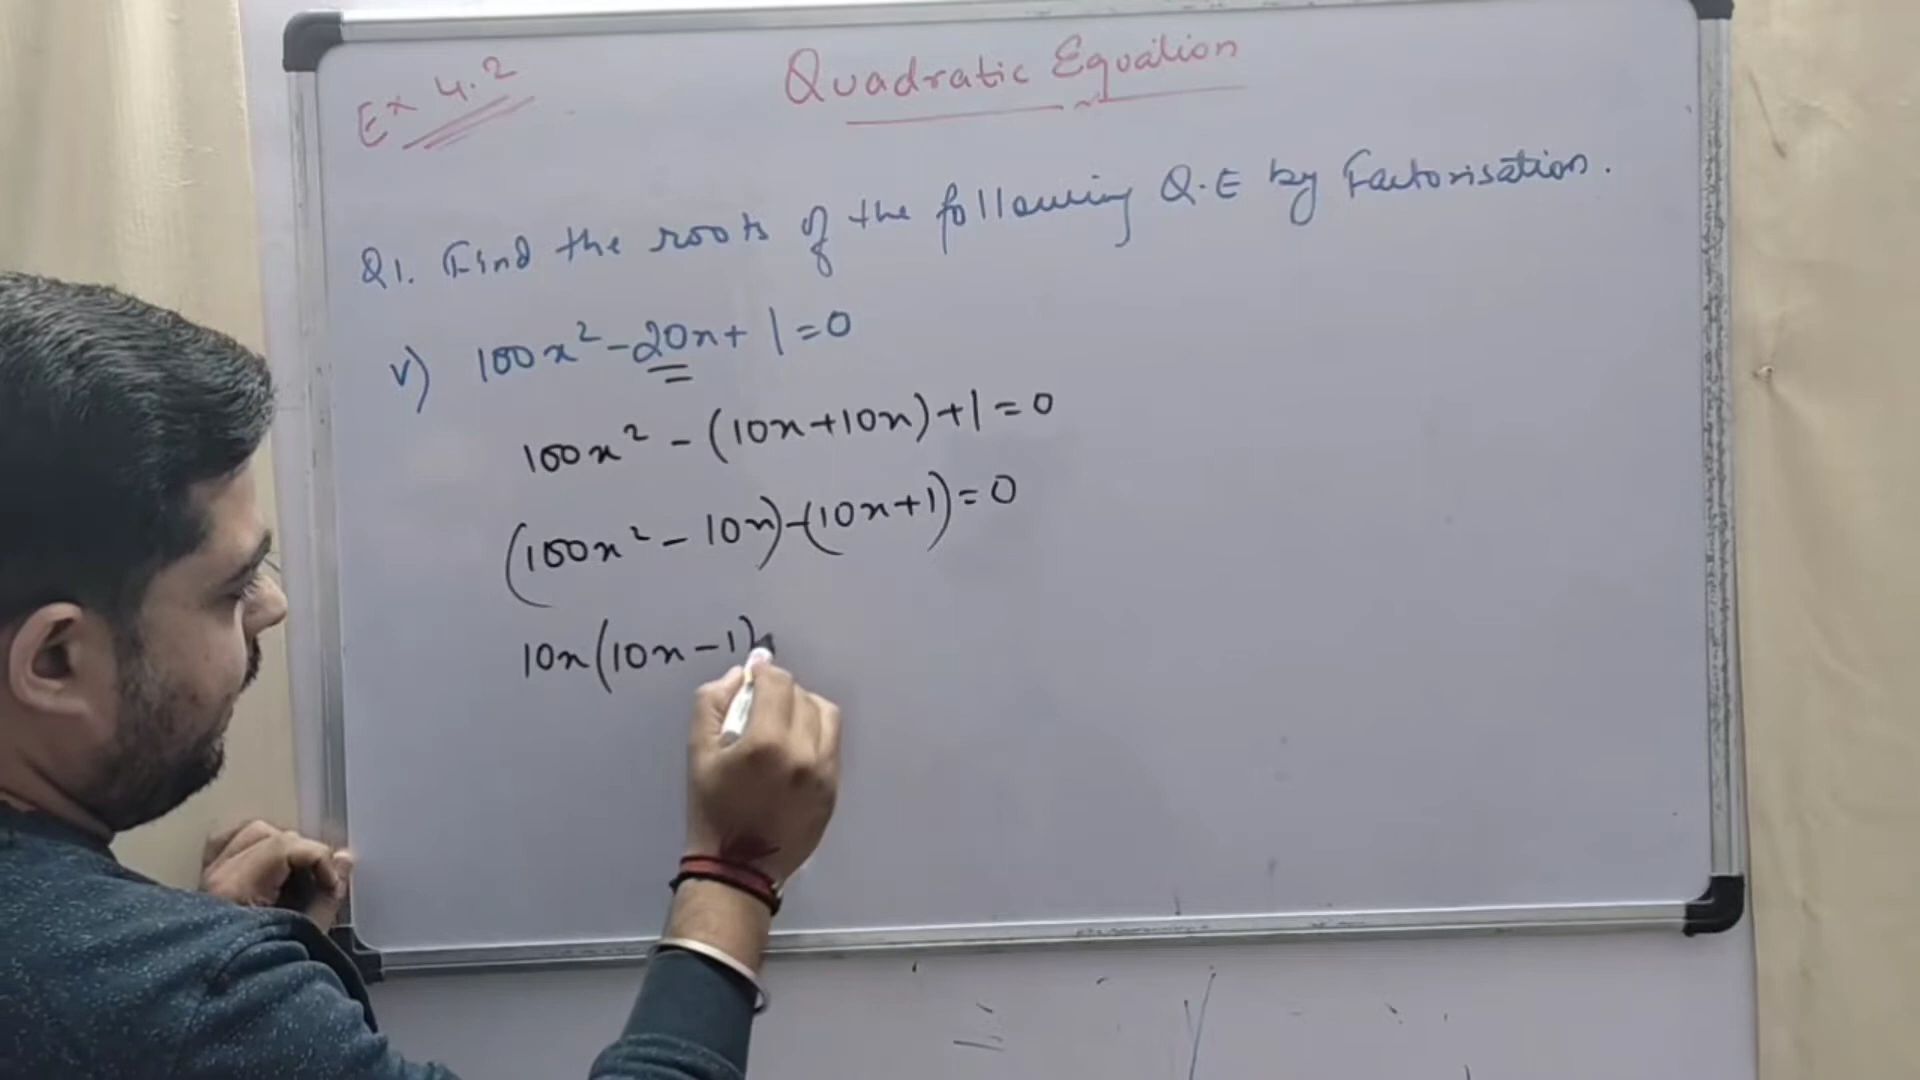 Ex 4.2
Quadratic Equation
Q1. Find the roots of the following Q.E by Factorisation.
v) 100x² - 20x + 1 = 0
100x² - (10x + 10x) + 1 = 0
(100x² - 10x) - (10x + 1) = 0
10x(10x - 1)